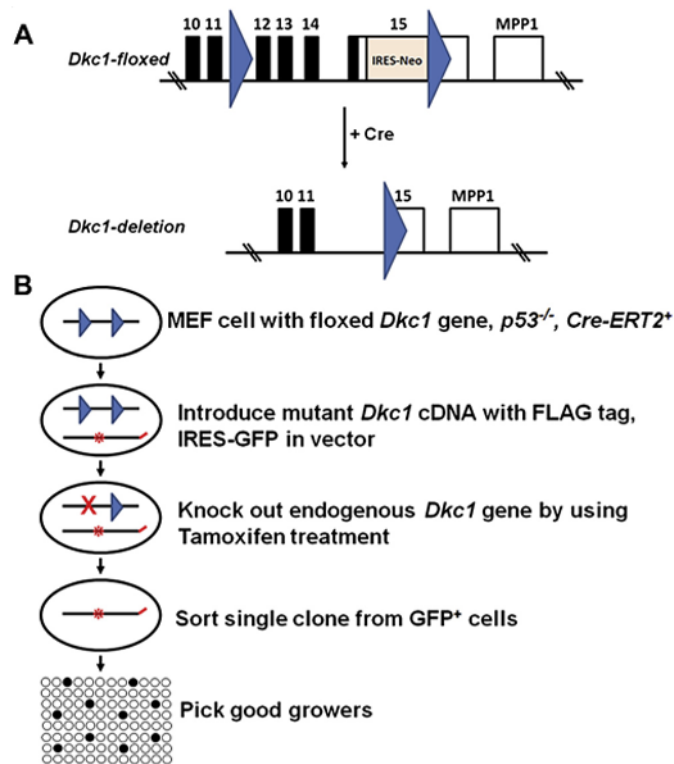 A
10 11 12 13 14 15 MPP1
Dkc1-floxed
IRES-Neo
+ Cre
10 11 15 MPP1
Dkc1-deletion
B
MEF cell with floxed Dkc1 gene, p53-/-, Cre-ERT2+
Introduce mutant Dkc1 cDNA with FLAG tag,
IRES-GFP in vector
Knock out endogenous Dkc1 gene by using
Tamoxifen treatment
Sort single clone from GFP+ cells
Pick good growers